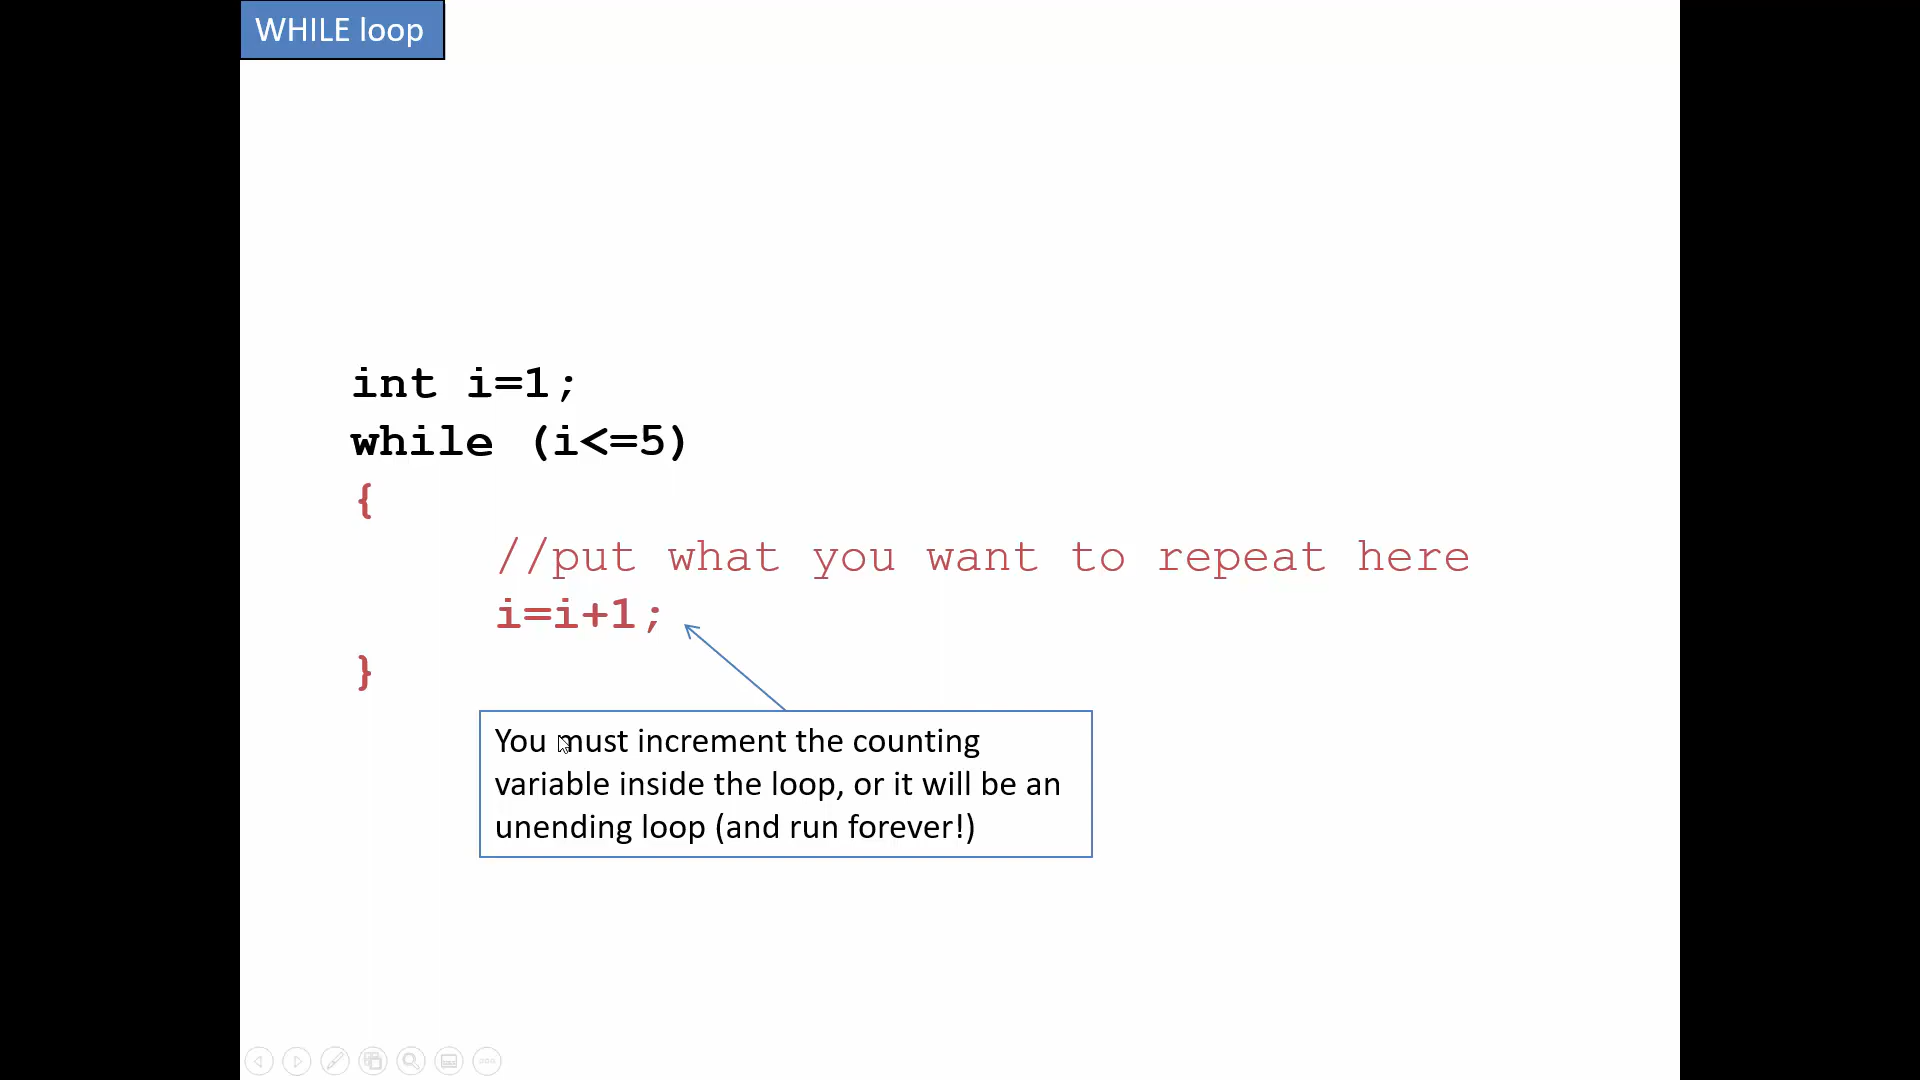 WHILE loop
int i=1;
while (i<=5)
{
//put what you want to repeat here
i=i+1;
}
You must increment the counting
variable inside the loop, or it will be an
unending loop (and run forever!)